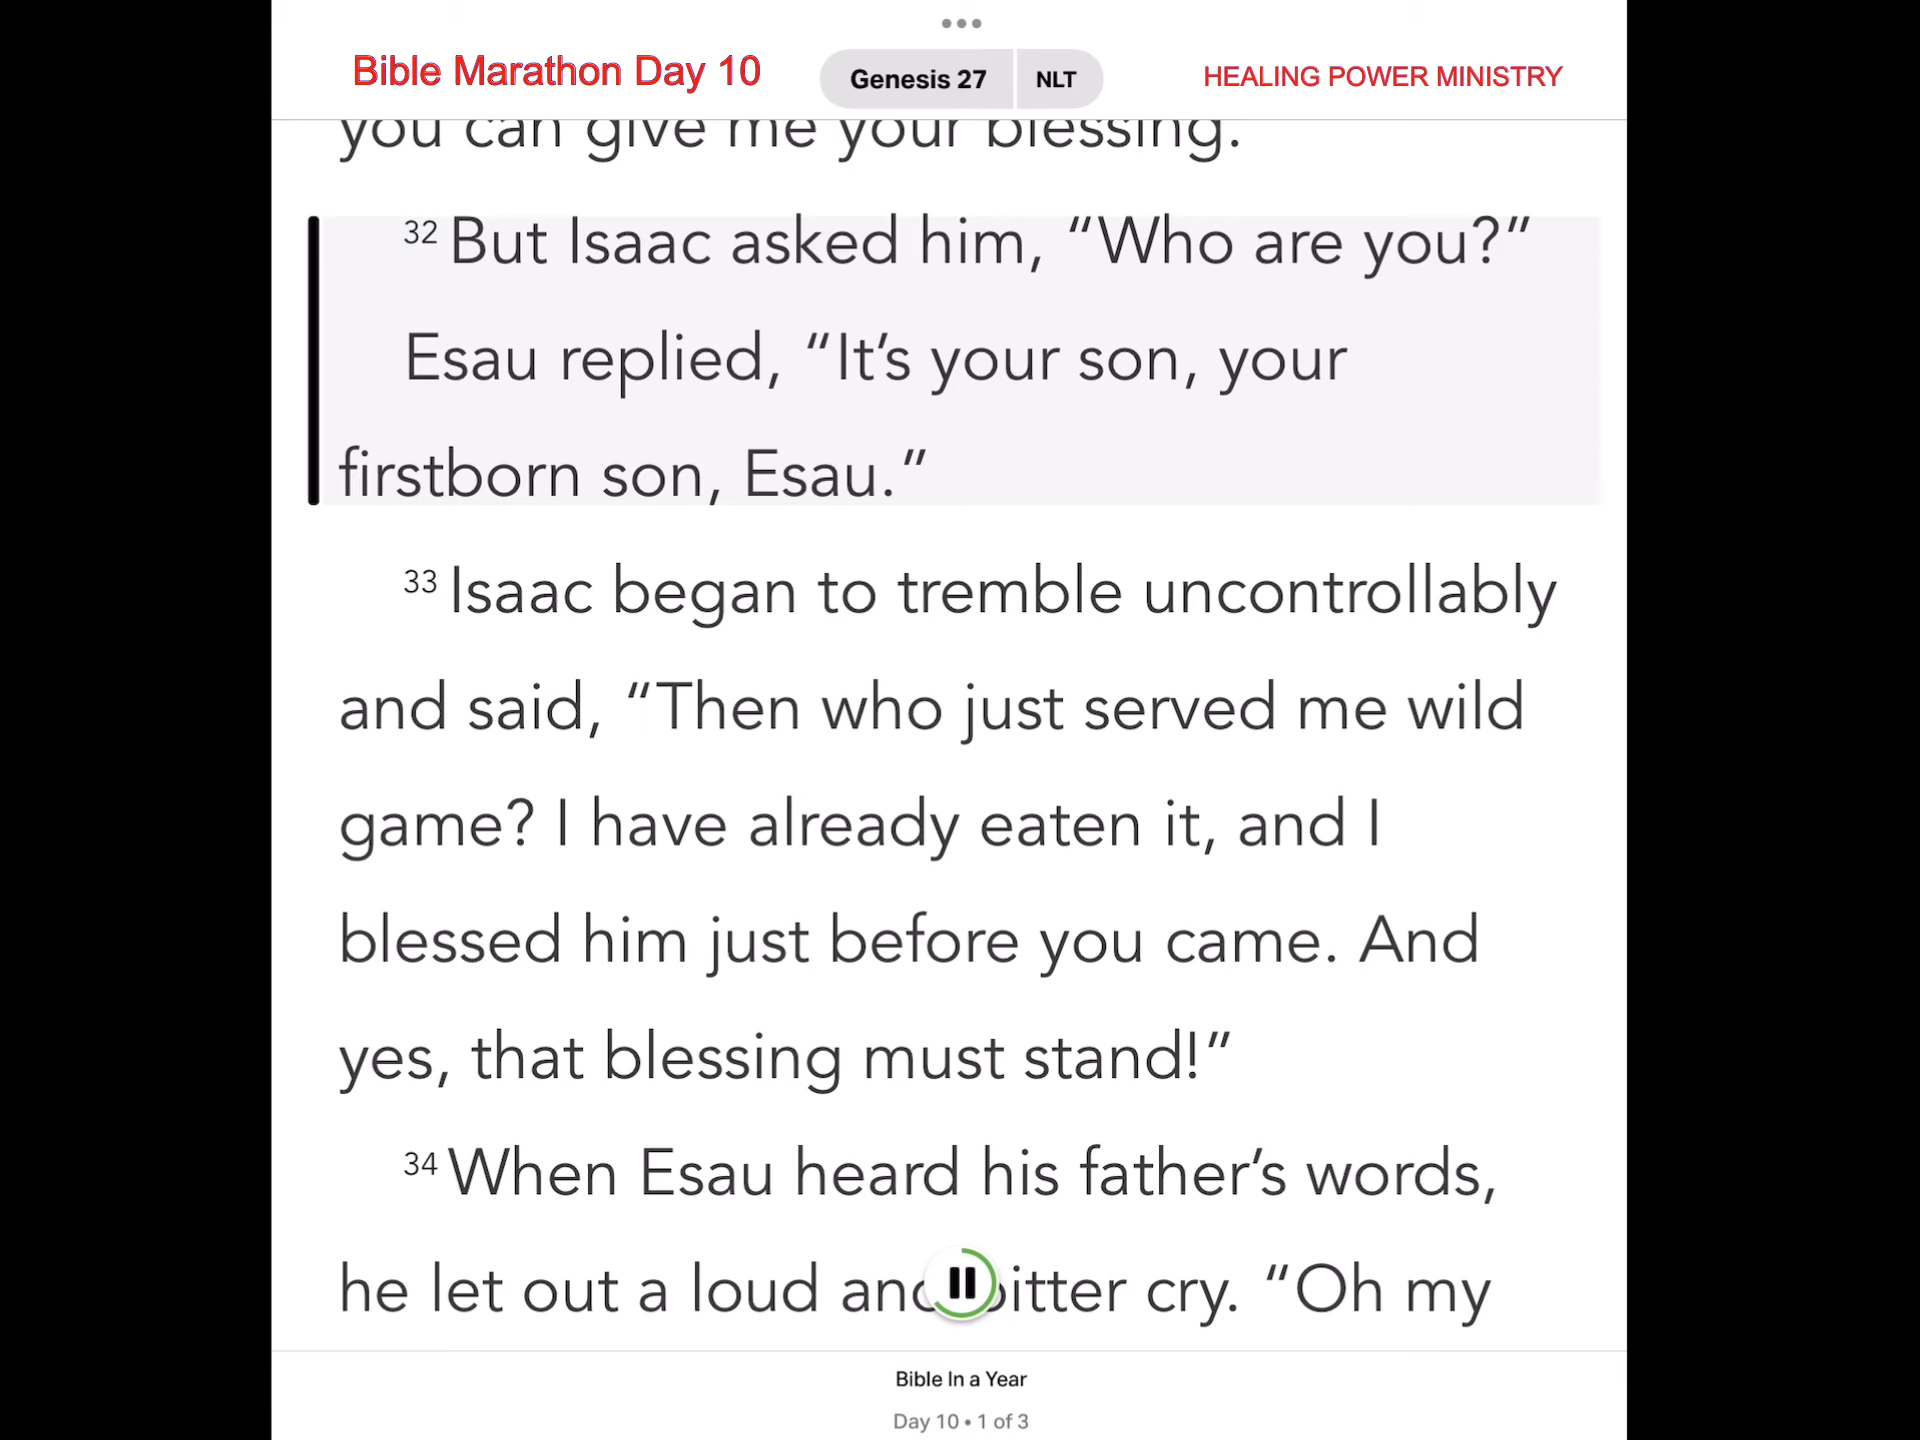 Bible Marathon Day 10
Genesis 27
NLT
HEALING POWER MINISTRY
you can give me your blessing.
32 But Isaac asked him, “Who are you?”
Esau replied, “It’s your son, your
firstborn son, Esau.”
33 Isaac began to tremble uncontrollably
and said, “Then who just served me wild
game? I have already eaten it, and I
blessed him just before you came. And
yes, that blessing must stand!”
34 When Esau heard his father’s words,
he let out a loud and bitter cry. “Oh my
Bible In a Year
Day 10 • 1 of 3